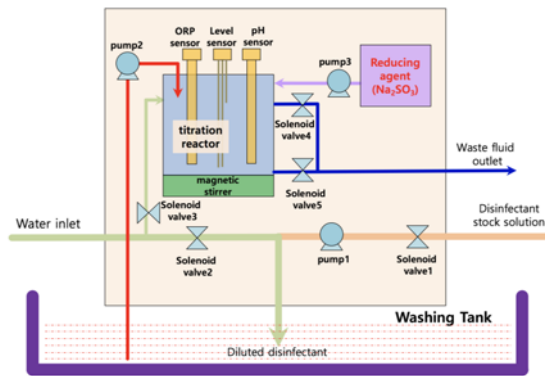 ORP
sensor
Level
sensor
pH
sensor
pump2
pump3
Reducing
agent
(Na₂SO₃)
Solenoid
valve4
titration
reactor
Waste fluid
outlet
magnetic
stirrer
Solenoid
valve5
Solenoid
valve3
Water inlet
Disinfectant
stock solution
Solenoid
valve2
pump1
Solenoid
valve1
Washing Tank
Diluted disinfectant